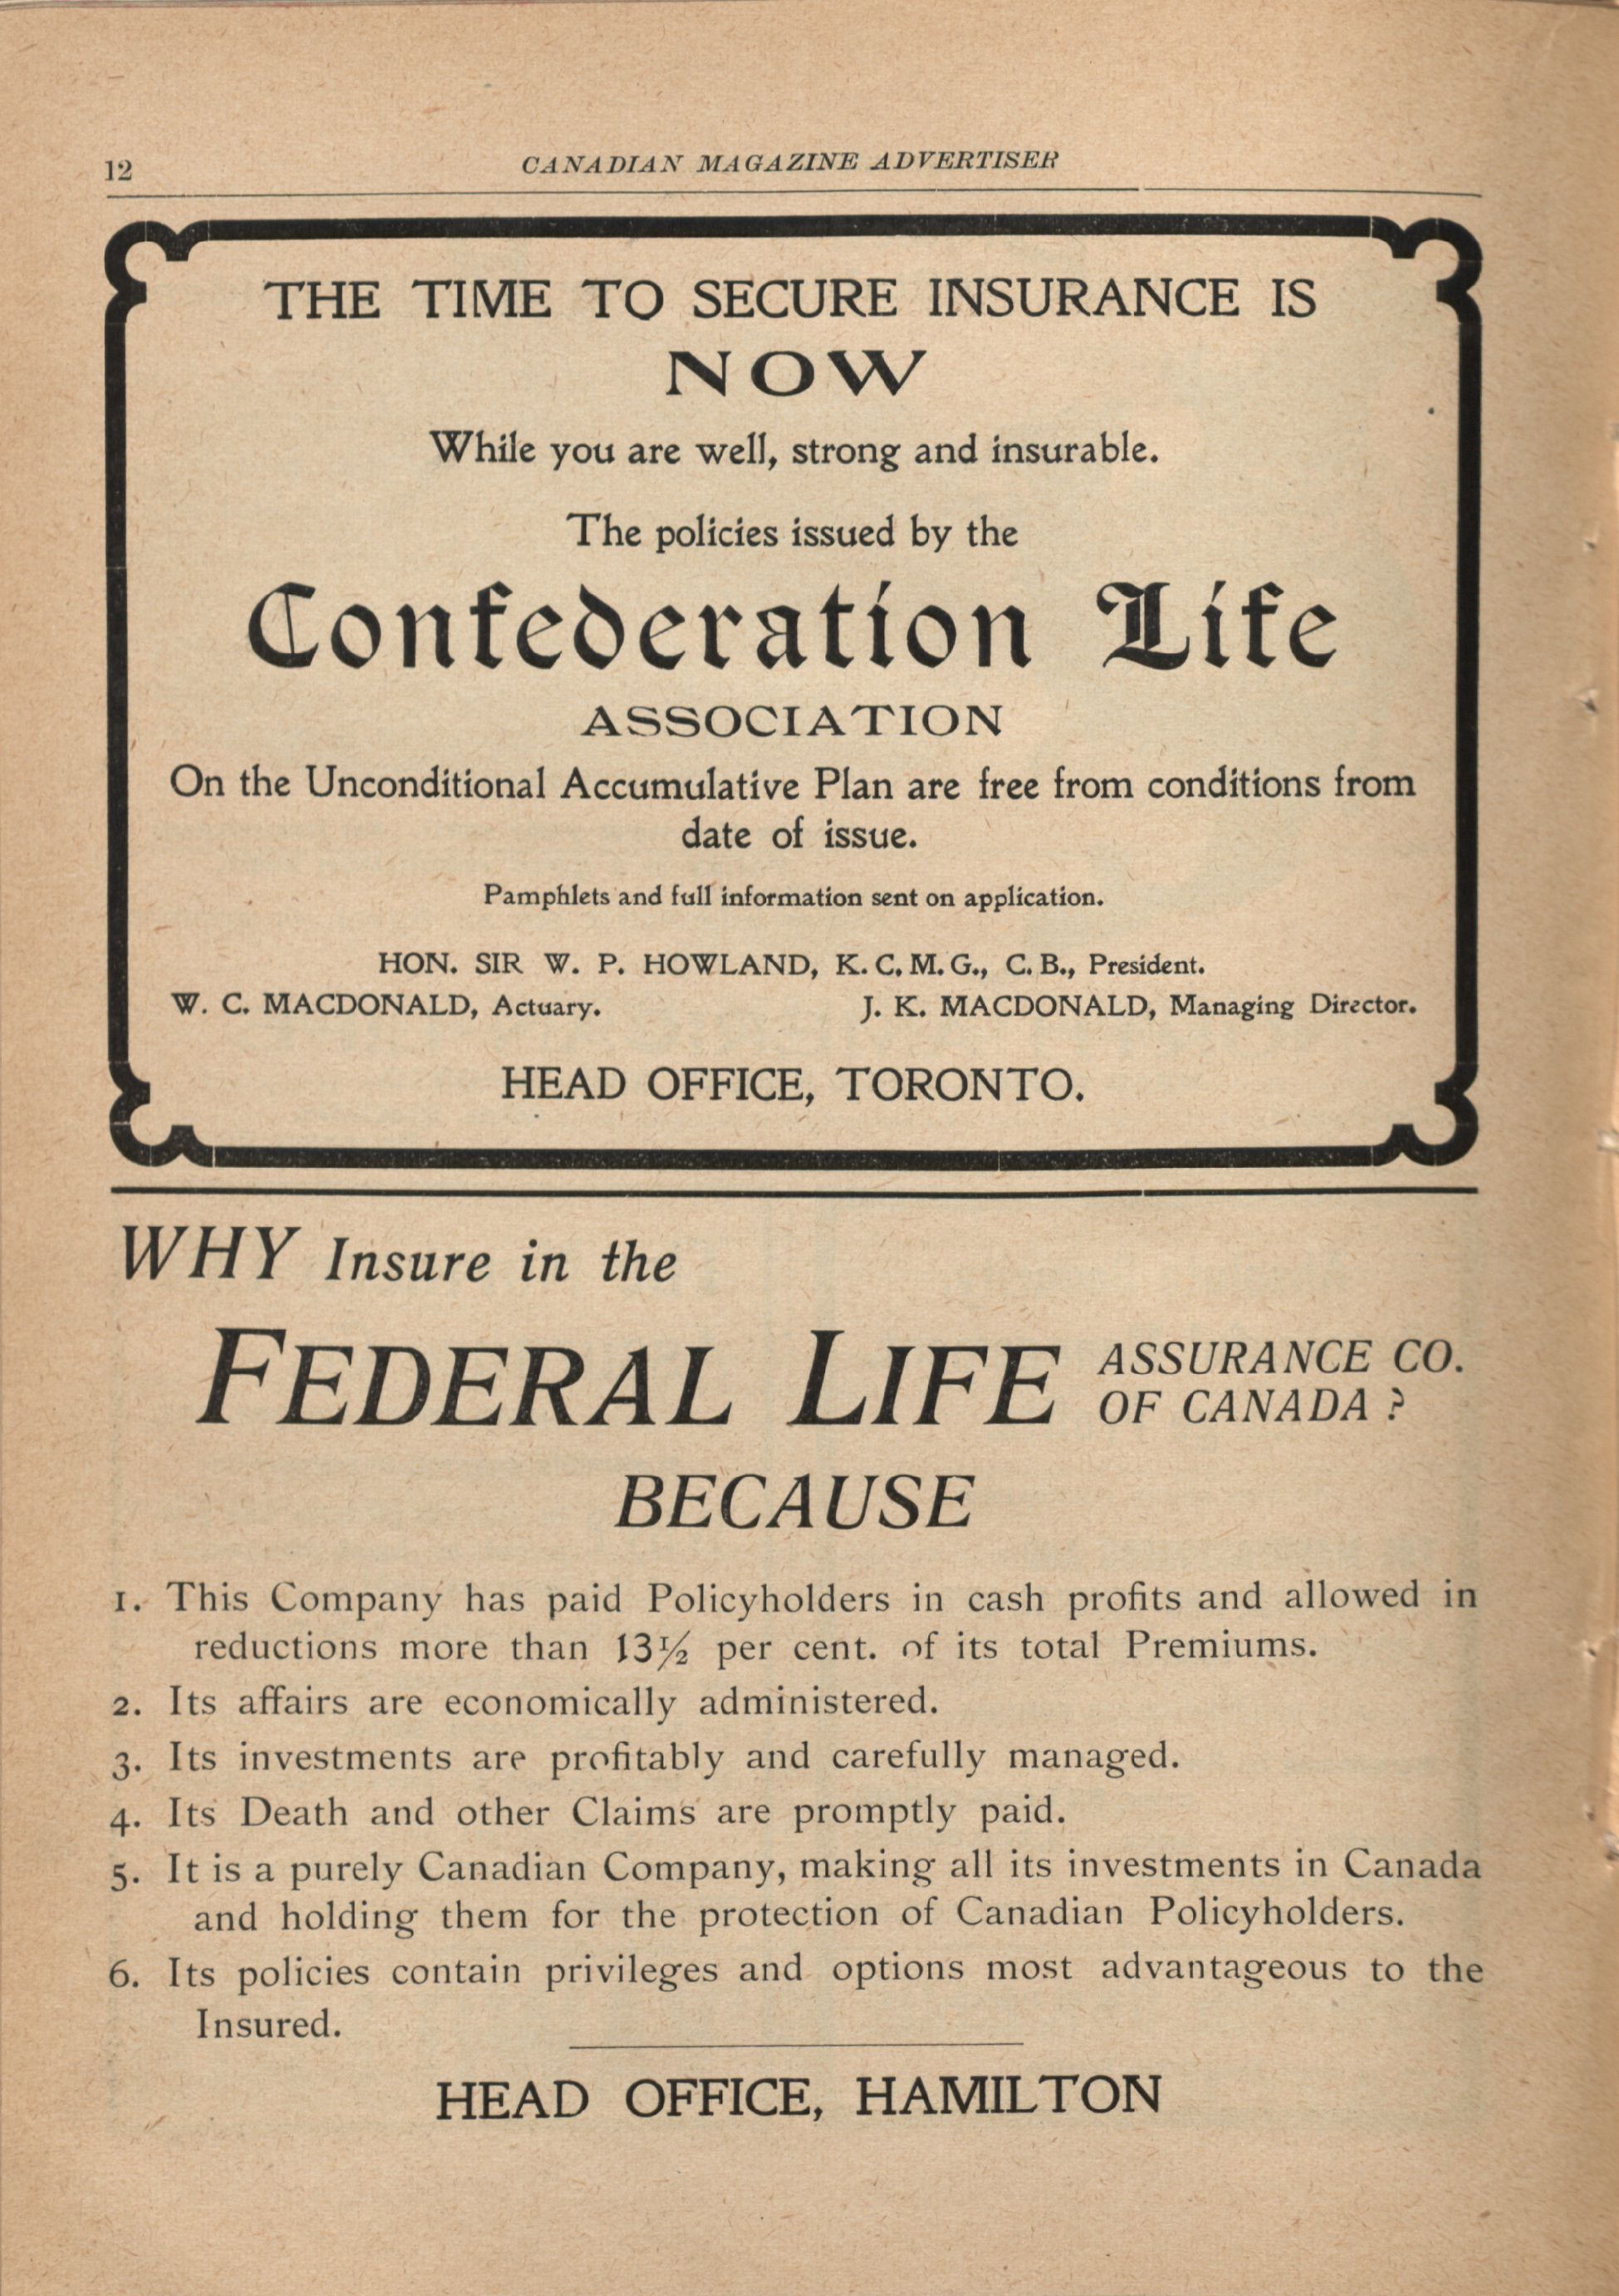 12
CANADIAN MAGAZINE ADVERTISER
THE TIME TO SECURE INSURANCE IS
NOW
While you are well, strong and insurable.
The policies issued by the
Confederation Life
ASSOCIATION
On the Unconditional Accumulative Plan are free from conditions from
date of issue.
Pamphlets and full information sent on application.
HON. SIR W. P. HOWLAND, K. C. M. G., C. B., President.
W. C. MACDONALD, Actuary. J. K. MACDONALD, Managing Director.
HEAD OFFICE, TORONTO.
WHY Insure in the
FEDERAL LIFE ASSURANCE CO.
OF CANADA ?
BECAUSE
1. This Company has paid Policyholders in cash profits and allowed in
reductions more than 13½ per cent. of its total Premiums.
2. Its affairs are economically administered.
3. Its investments are profitably and carefully managed.
4. Its Death and other Claims are promptly paid.
5. It is a purely Canadian Company, making all its investments in Canada
and holding them for the protection of Canadian Policyholders.
6. Its policies contain privileges and options most advantageous to the
Insured.
HEAD OFFICE, HAMILTON